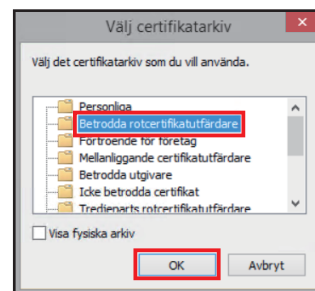 Välj certifikatarkiv
Välj det certifikatarkiv som du vill använda.
Personliga
Betrodda rotcertifikatutfärdare
Förtroende för företag
Mellanliggande certifikatutfärdare
Betrodda utgivare
Icke betrodda certifikat
Tredjeparts rotcertifikatutfärdare
Visa fysiska arkiv
OK
Avbryt